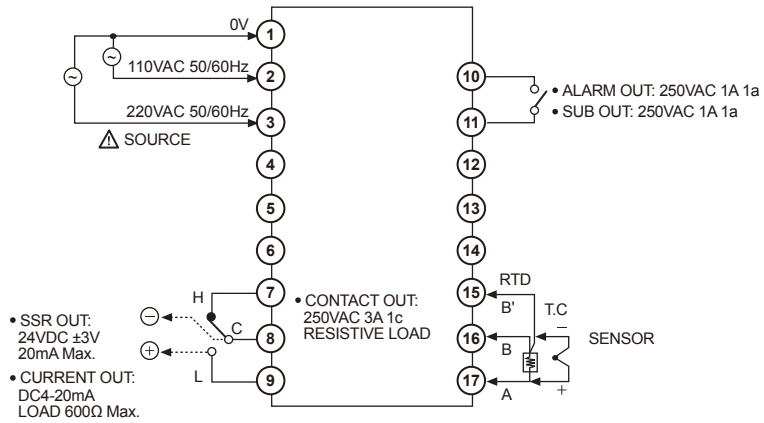 0V
1
~
110VAC 50/60Hz
2
~
220VAC 50/60Hz
3
SOURCE
4
5
6
7
H
C
8
L
9
• SSR OUT:
24VDC ±3V
20mA Max.
• CURRENT OUT:
DC4-20mA
LOAD 600Ω Max.
−
+
• CONTACT OUT:
250VAC 3A 1c
RESISTIVE LOAD
10
11
12
13
14
15
16
17
• ALARM OUT: 250VAC 1A 1a
• SUB OUT: 250VAC 1A 1a
RTD
B'
T.C
−
B
SENSOR
A
+